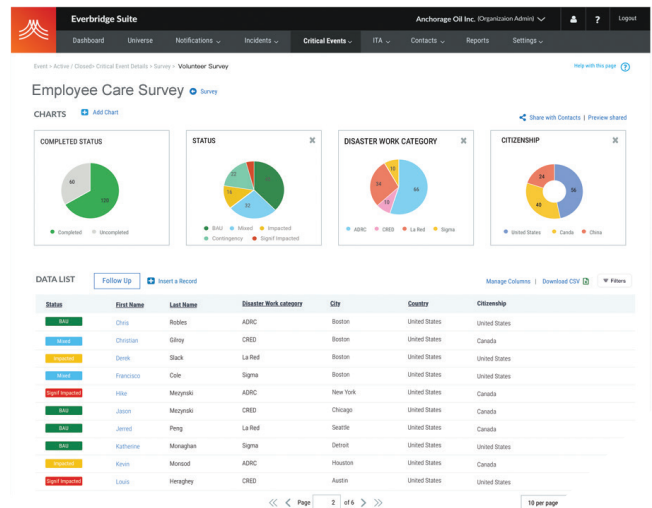 Everbridge Suite
Anchorage Oil Inc. (Organizaion Admin)
?
Logout
Dashboard Universe Notifications Incidents Critical Events ITA Contacts Reports Settings
Event > Active / Closed> Critical Event Details > Survey > Volunteer Survey
Help with this page ?
Employee Care Survey Survey
CHARTS Add Chart
Share with Contacts | Preview shared
COMPLETED STATUS
60
120
Completed Uncompleted
STATUS
22
16
32
BAU Mixed Impacted
Contingency Signif Impacted
DISASTER WORK CATEGORY
10
34
66
10
ADRC CRED La-Red Sigma
CITIZENSHIP
24
56
40
United States Canda China
DATA LIST Follow Up Insert a Record
Manage Columns | Download CSV Filters
Status First Name Last Name Disaster Work category City Country Citizenship
BAU Chris Robles ADRC Boston United States United States
Mixed Christian Gilroy CRED Boston United States Canada
Impacted Derek Slack La-Red Boston United States United States
Mixed Francisco Cole Sigma Boston United States United States
Signif Impacted Hike Mezynski ADRC New York United States Canada
BAU Jason Mezynski CRED Chicago United States Canada
BAU Jerred Peng La-Red Seattle United States United States
BAU Katherine Monaghan Sigma Detroit United States United States
Impacted Kevin Monsod ADRC Houston United States Canada
Signif Impacted Louis Heraghey CRED Austin United States United States
Page 2 of 6
10 per page